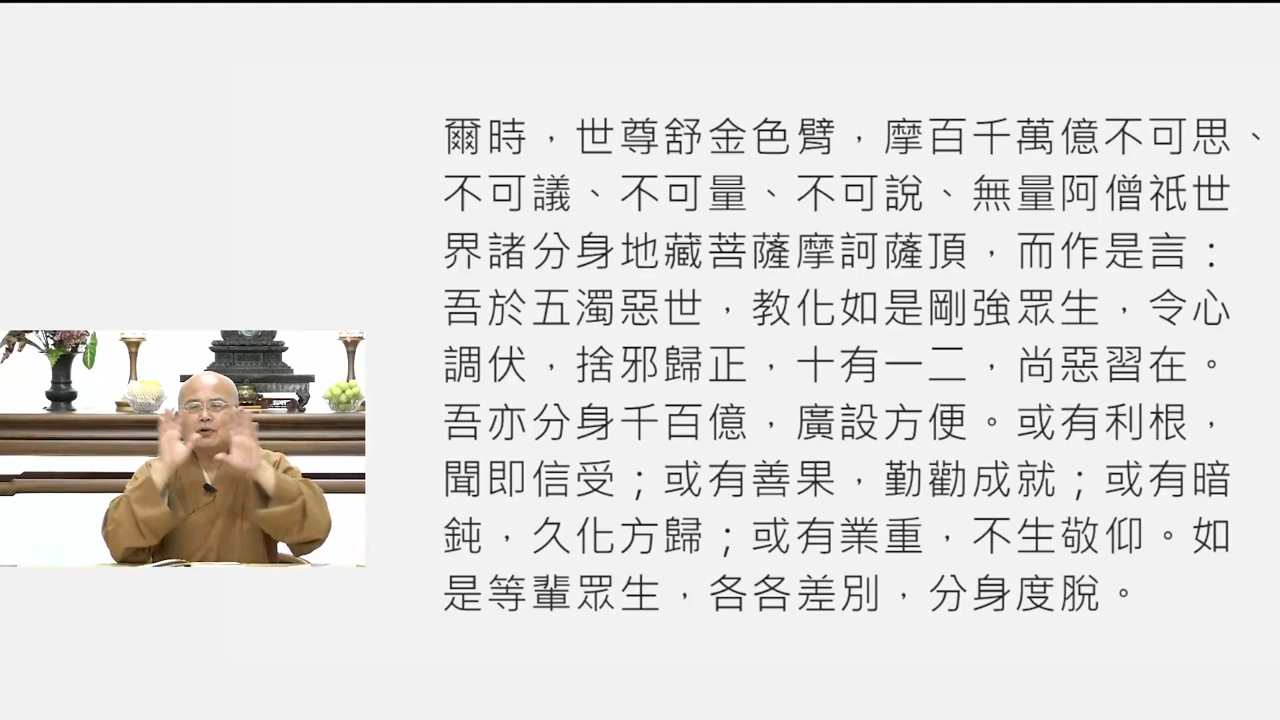 爾時，世尊舒金色臂，摩百千萬億不可思、
不可議、不可量、不可說、無量阿僧祇世
界諸分身地藏菩薩摩訶薩頂，而作是言：
吾於五濁惡世，教化如是剛強眾生，令心
調伏，捨邪歸正，十有一二，尚惡習在。
吾亦分身千百億，廣設方便。或有利根，
聞即信受；或有善果，勤勸成就；或有暗
鈍，久化方歸；或有業重，不生敬仰。如
是等輩眾生，各各差別，分身度脫。